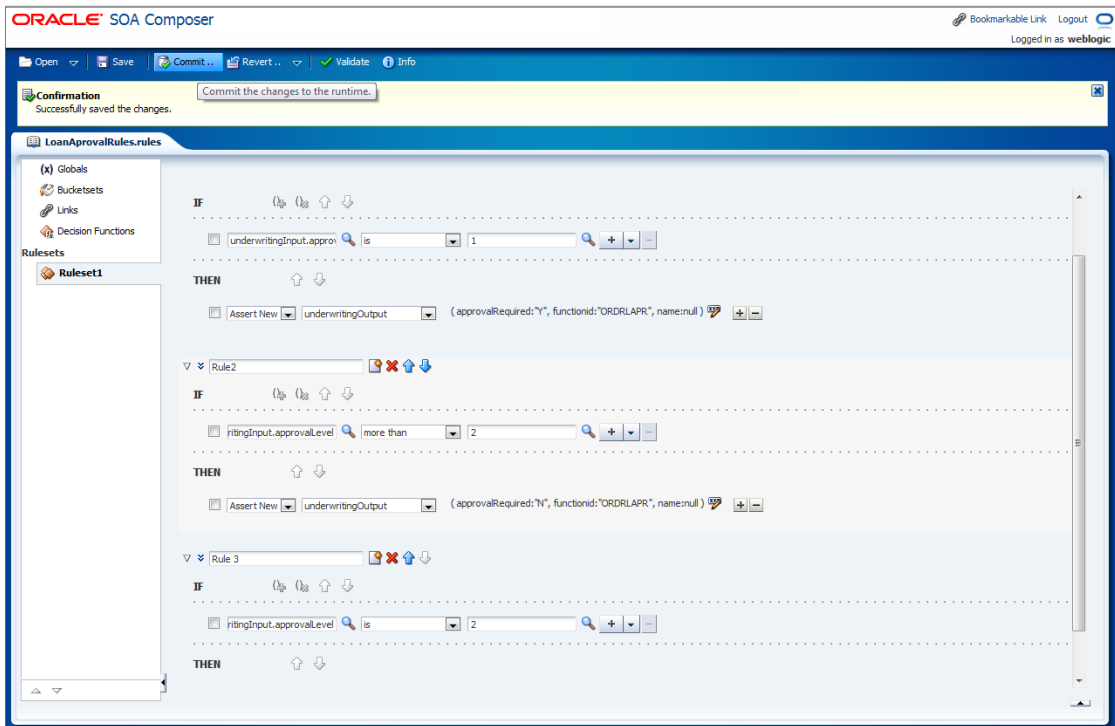 ORACLE SOA Composer
Bookmarkable Link Logout
Logged in as weblogic
Open Save Commit .. Revert .. Validate Info
Commit the changes to the runtime.
Confirmation
Successfully saved the changes.
LoanAprovalRules.rules
(x) Globals
Bucketsets
Links
Decision Functions
Rulesets
Ruleset1
IF
underwritingInput.approv is 1
THEN
Assert New underwritingOutput ( approvalRequired:"Y", functionid:"ORDRLAPR", name:null )
Rule2
IF
ritingInput.approvalLevel more than 2
THEN
Assert New underwritingOutput ( approvalRequired:"N", functionid:"ORDRLAPR", name:null )
Rule 3
IF
ritingInput.approvalLevel is 2
THEN